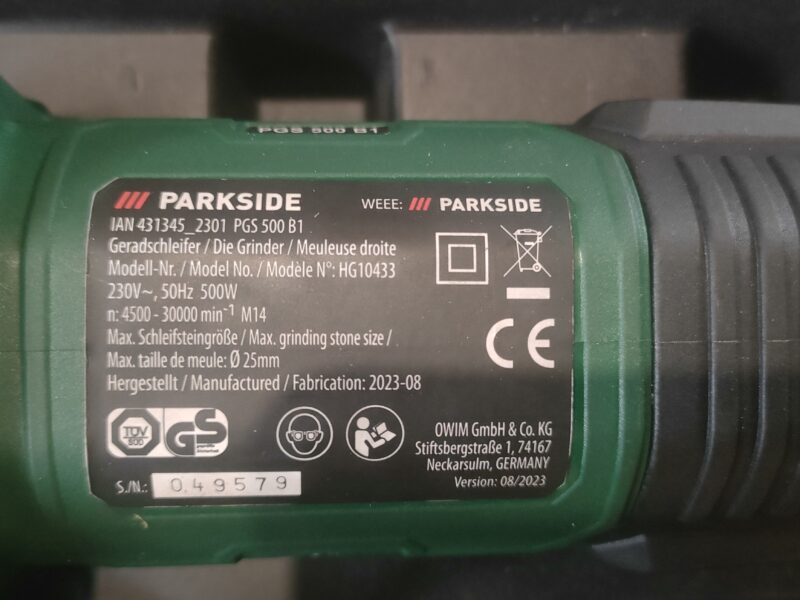 PGS 500 B1
PARKSIDE
WEEE: PARKSIDE
IAN 431345_2301 PGS 500 B1
Geradschleifer / Die Grinder / Meuleuse droite
Modell-Nr. / Model No. / Modèle N°: HG10433
230V~, 50Hz 500W
n: 4500 - 30000 min⁻¹ M14
Max. Schleifsteingröße / Max. grinding stone size /
Max. taille de meule: Ø 25mm
Hergestellt / Manufactured / Fabrication: 2023-08
CE
TÜV
SÜD
GS
geprüfte
Sicherheit
OWIM GmbH & Co. KG
Stiftsbergstraße 1, 74167
Neckarsulm, GERMANY
Version: 08/2023
S./N.: 049579